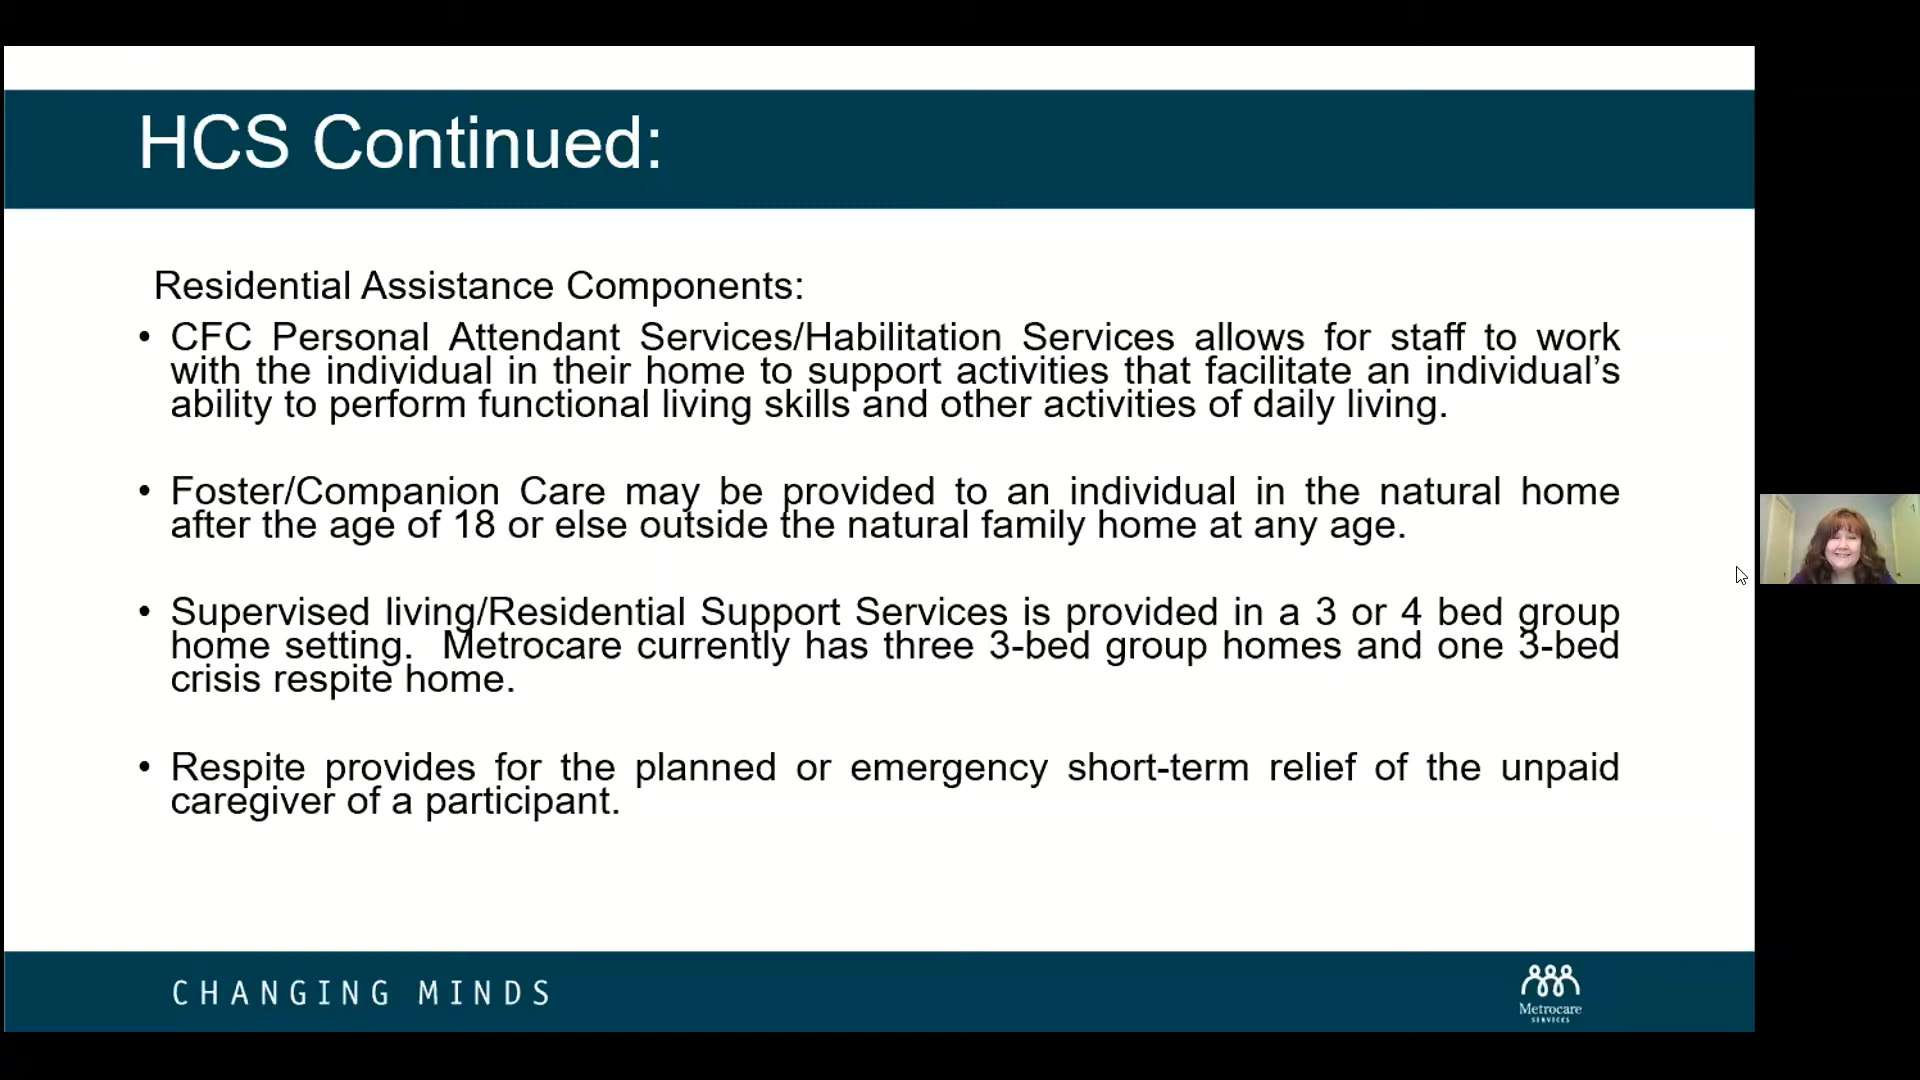 HCS Continued:
Residential Assistance Components:
• CFC Personal Attendant Services/Habilitation Services allows for staff to work
with the individual in their home to support activities that facilitate an individual’s
ability to perform functional living skills and other activities of daily living.
• Foster/Companion Care may be provided to an individual in the natural home
after the age of 18 or else outside the natural family home at any age.
• Supervised living/Residential Support Services is provided in a 3 or 4 bed group
home setting.  Metrocare currently has three 3-bed group homes and one 3-bed
crisis respite home.
• Respite provides for the planned or emergency short-term relief of the unpaid
caregiver of a participant.
CHANGING MINDS
Metrocare
SERVICES